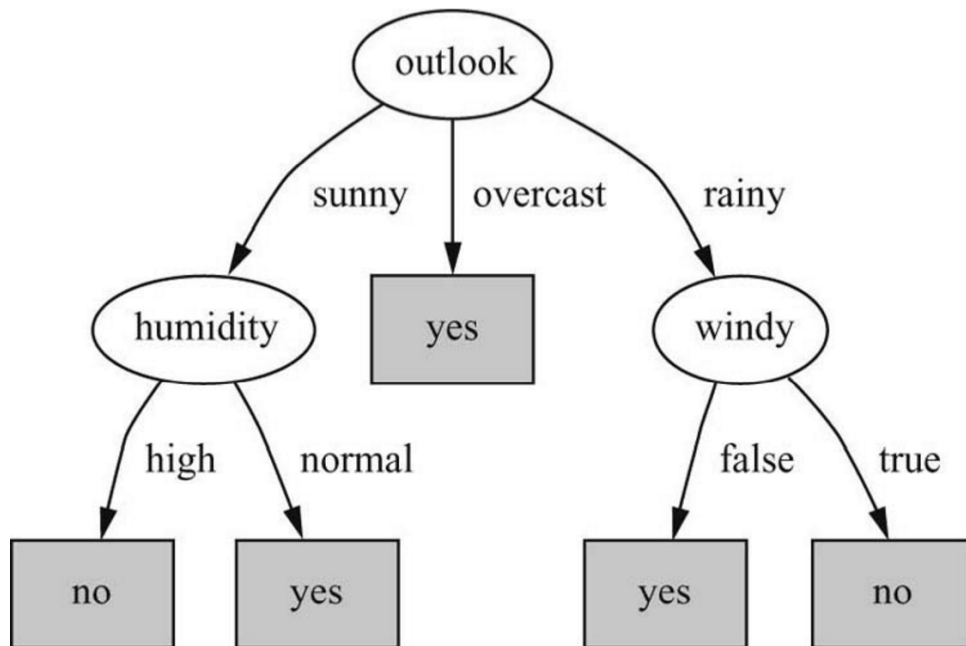 outlook
sunny
overcast
rainy
humidity
yes
windy
high
normal
false
true
no
yes
yes
no